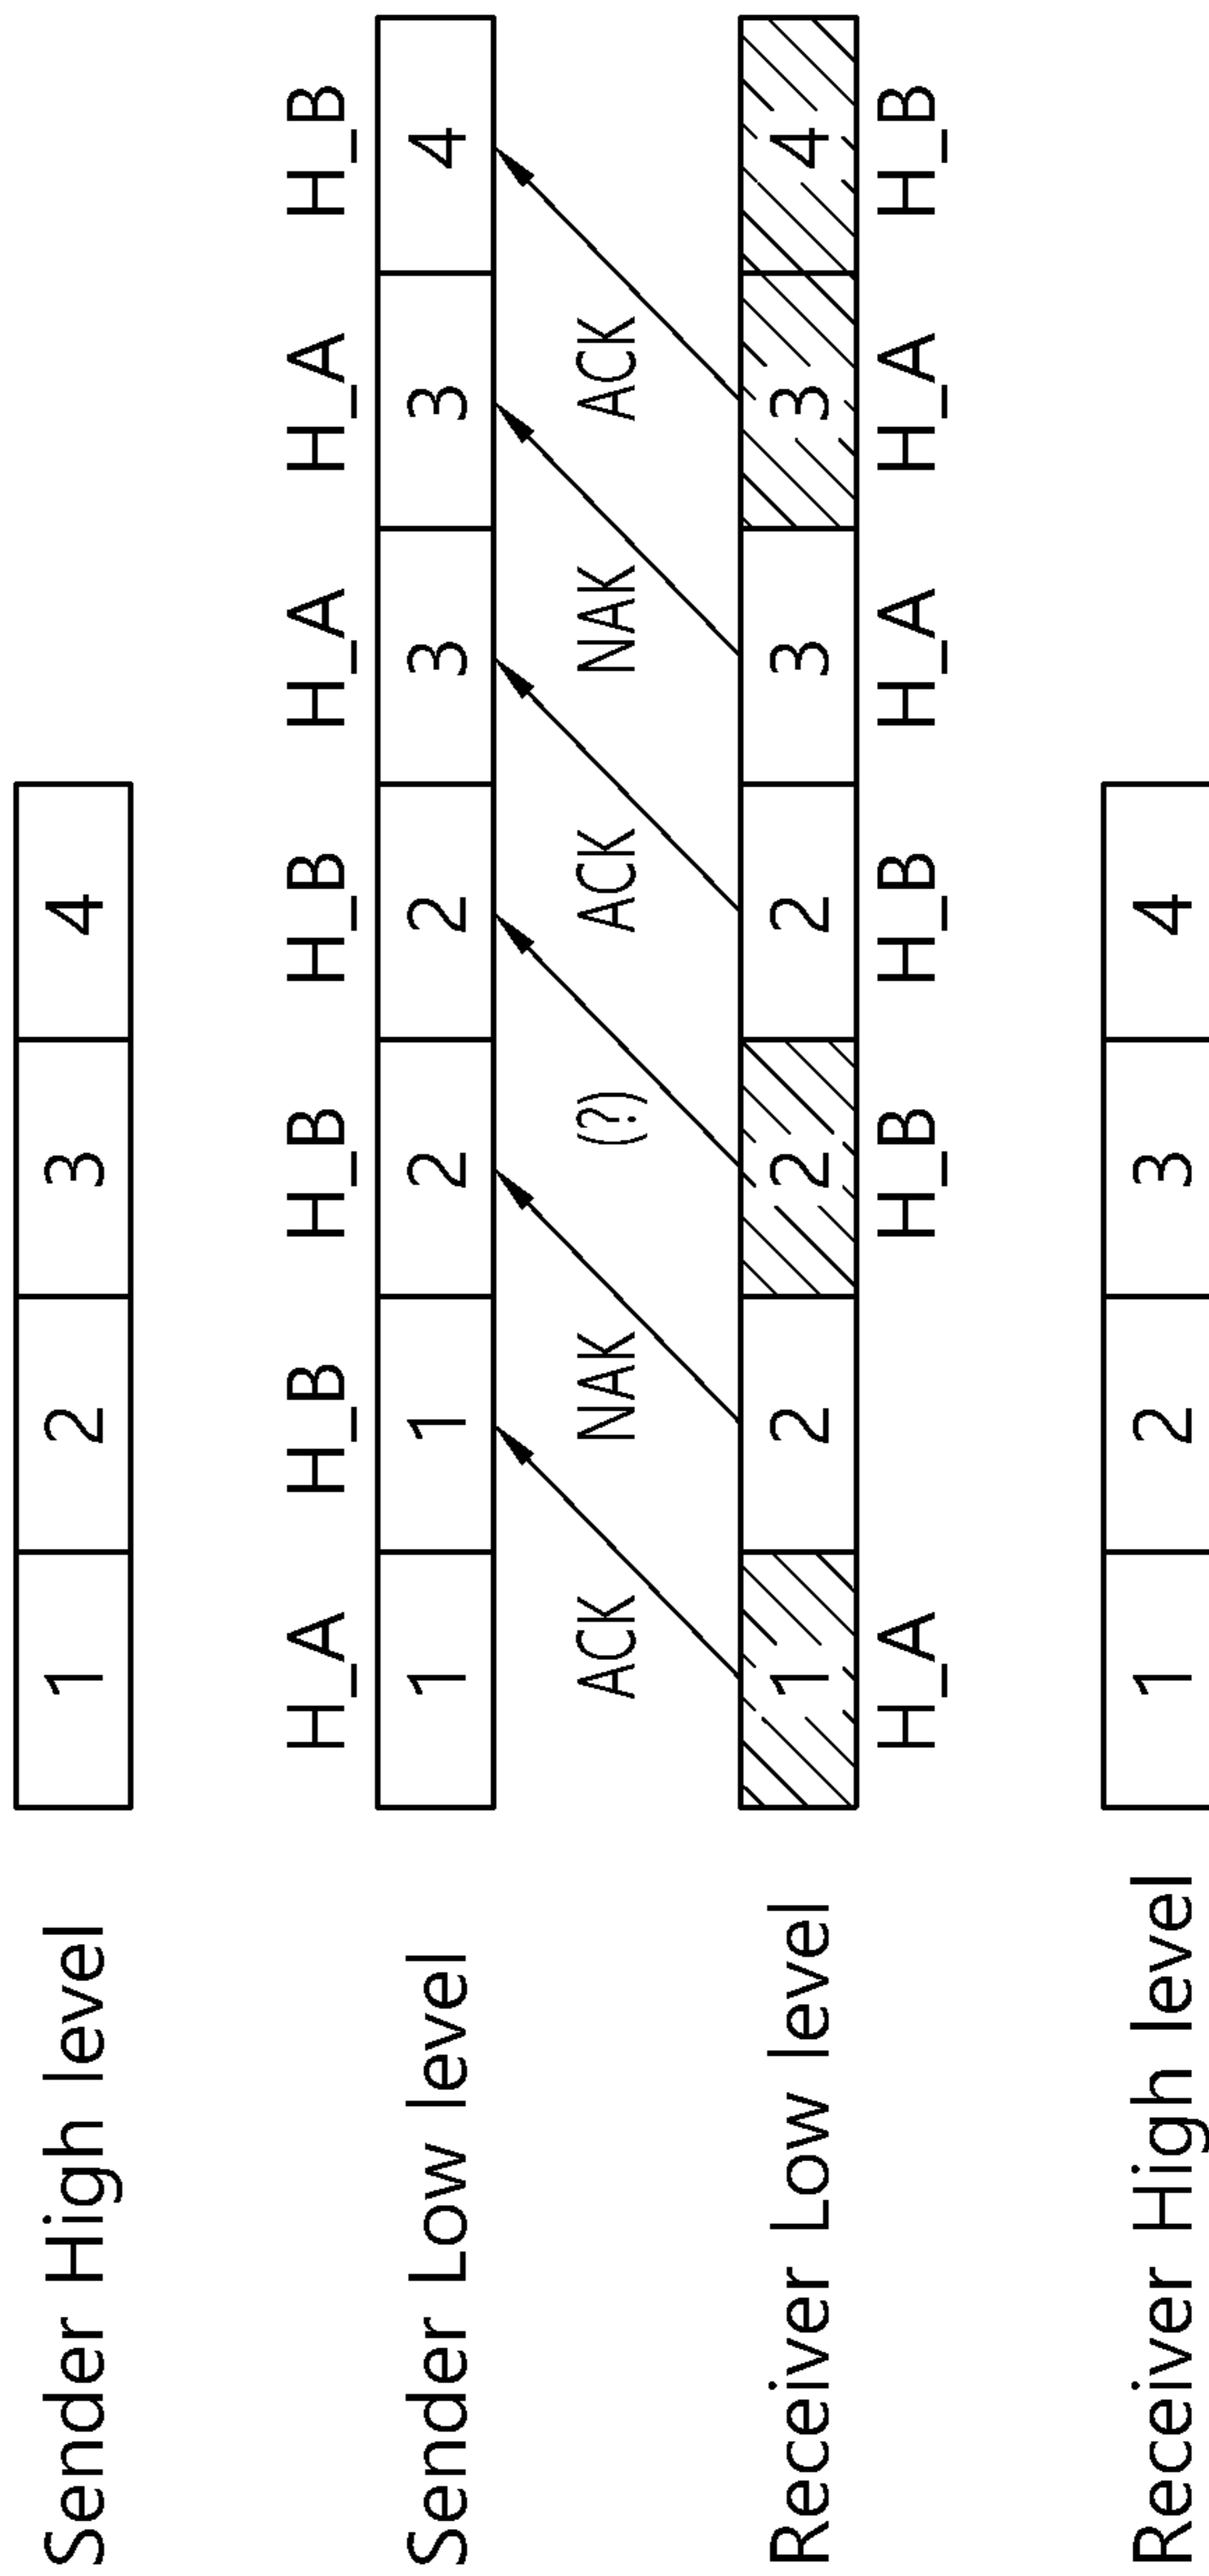 Sender High level 1 2 3 4
H_A H_B H_B H_B H_A H_A H_B
Sender Low level 1 1 2 2 3 3 4
ACK NAK (?) ACK NAK ACK
Receiver Low level 1 2 2 2 3 3 4
H_A H_B H_B H_A H_A H_B
Receiver High level 1 2 3 4